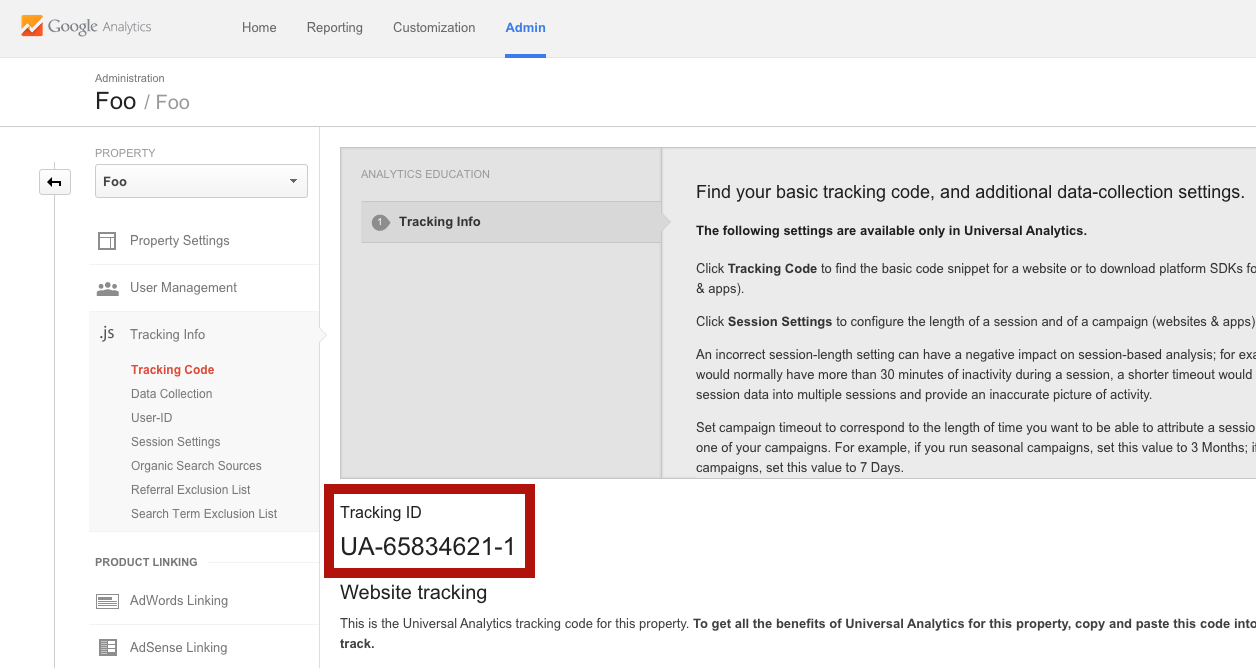 Google Analytics
Home
Reporting
Customization
Admin
Administration
Foo / Foo
PROPERTY
Foo
Property Settings
User Management
.js Tracking Info
Tracking Code
Data Collection
User-ID
Session Settings
Organic Search Sources
Referral Exclusion List
Search Term Exclusion List
PRODUCT LINKING
AdWords Linking
AdSense Linking
ANALYTICS EDUCATION
1 Tracking Info
Find your basic tracking code, and additional data-collection settings.
The following settings are available only in Universal Analytics.
Click Tracking Code to find the basic code snippet for a website or to download platform SDKs
& apps).
Click Session Settings to configure the length of a session and of a campaign (websites & apps)
An incorrect session-length setting can have a negative impact on session-based analysis; for
would normally have more than 30 minutes of inactivity during a session, a shorter timeout would
session data into multiple sessions and provide an inaccurate picture of activity.
Set campaign timeout to correspond to the length of time you want to be able to attribute a
one of your campaigns. For example, if you run seasonal campaigns, set this value to 3 Months;
campaigns, set this value to 7 Days.
Tracking ID
UA-65834621-1
Website tracking
This is the Universal Analytics tracking code for this property. To get all the benefits of Universal Analytics for this property, copy and paste this code into
track.